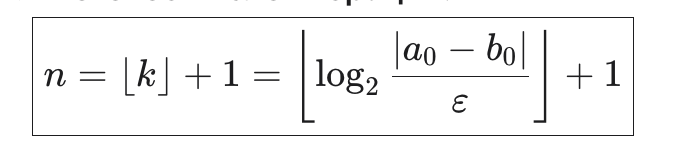 n = ⌊k⌋ + 1 = ⌊log₂ |a₀ − b₀| / ε⌋ + 1